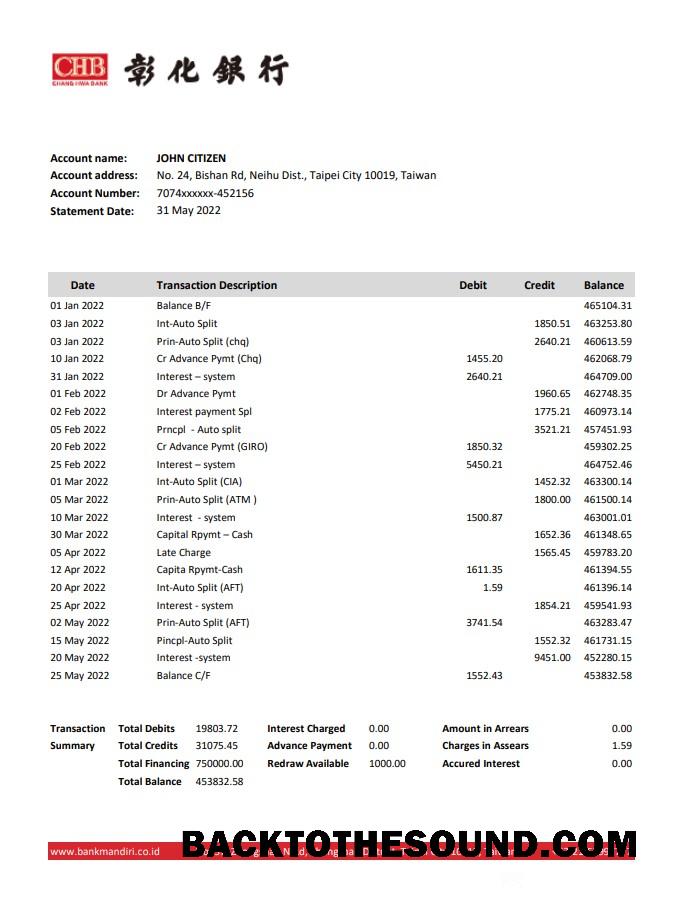 CHB
CHANG HWA BANK
彰化銀行
Account name: JOHN CITIZEN
Account address: No. 24, Bishan Rd, Neihu Dist., Taipei City 10019, Taiwan
Account Number: 7074xxxxxx-452156
Statement Date: 31 May 2022
Date Transaction Description Debit Credit Balance
01 Jan 2022 Balance B/F 465104.31
03 Jan 2022 Int-Auto Split 1850.51 463253.80
03 Jan 2022 Prin-Auto Split (chq) 2640.21 460613.59
10 Jan 2022 Cr Advance Pymt (Chq) 1455.20 462068.79
31 Jan 2022 Interest – system 2640.21 464709.00
01 Feb 2022 Dr Advance Pymt 1960.65 462748.35
02 Feb 2022 Interest payment Spl 1775.21 460973.14
05 Feb 2022 Prncpl - Auto split 3521.21 457451.93
20 Feb 2022 Cr Advance Pymt (GIRO) 1850.32 459302.25
25 Feb 2022 Interest – system 5450.21 464752.46
01 Mar 2022 Int-Auto Split (CIA) 1452.32 463300.14
05 Mar 2022 Prin-Auto Split (ATM ) 1800.00 461500.14
10 Mar 2022 Interest - system 1500.87 463001.01
30 Mar 2022 Capital Rpymt – Cash 1652.36 461348.65
05 Apr 2022 Late Charge 1565.45 459783.20
12 Apr 2022 Capita Rpymt-Cash 1611.35 461394.55
20 Apr 2022 Int-Auto Split (AFT) 1.59 461396.14
25 Apr 2022 Interest - system 1854.21 459541.93
02 May 2022 Prin-Auto Split (AFT) 3741.54 463283.47
15 May 2022 Pincpl-Auto Split 1552.32 461731.15
20 May 2022 Interest -system 9451.00 452280.15
25 May 2022 Balance C/F 1552.43 453832.58
Transaction Total Debits 19803.72 Interest Charged 0.00 Amount in Arrears 0.00
Summary Total Credits 31075.45 Advance Payment 0.00 Charges in Assears 1.59
Total Financing 750000.00 Redraw Available 1000.00 Accured Interest 0.00
Total Balance 453832.58
BACKTOTHESOUND.COM
www.bankmandiri.co.id